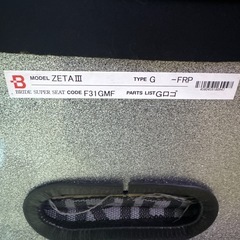 B MODEL ZETAⅢ TYPE G -FRP
BRIDE SUPER SEAT CODE F31GMF PARTS LIST Gロゴ